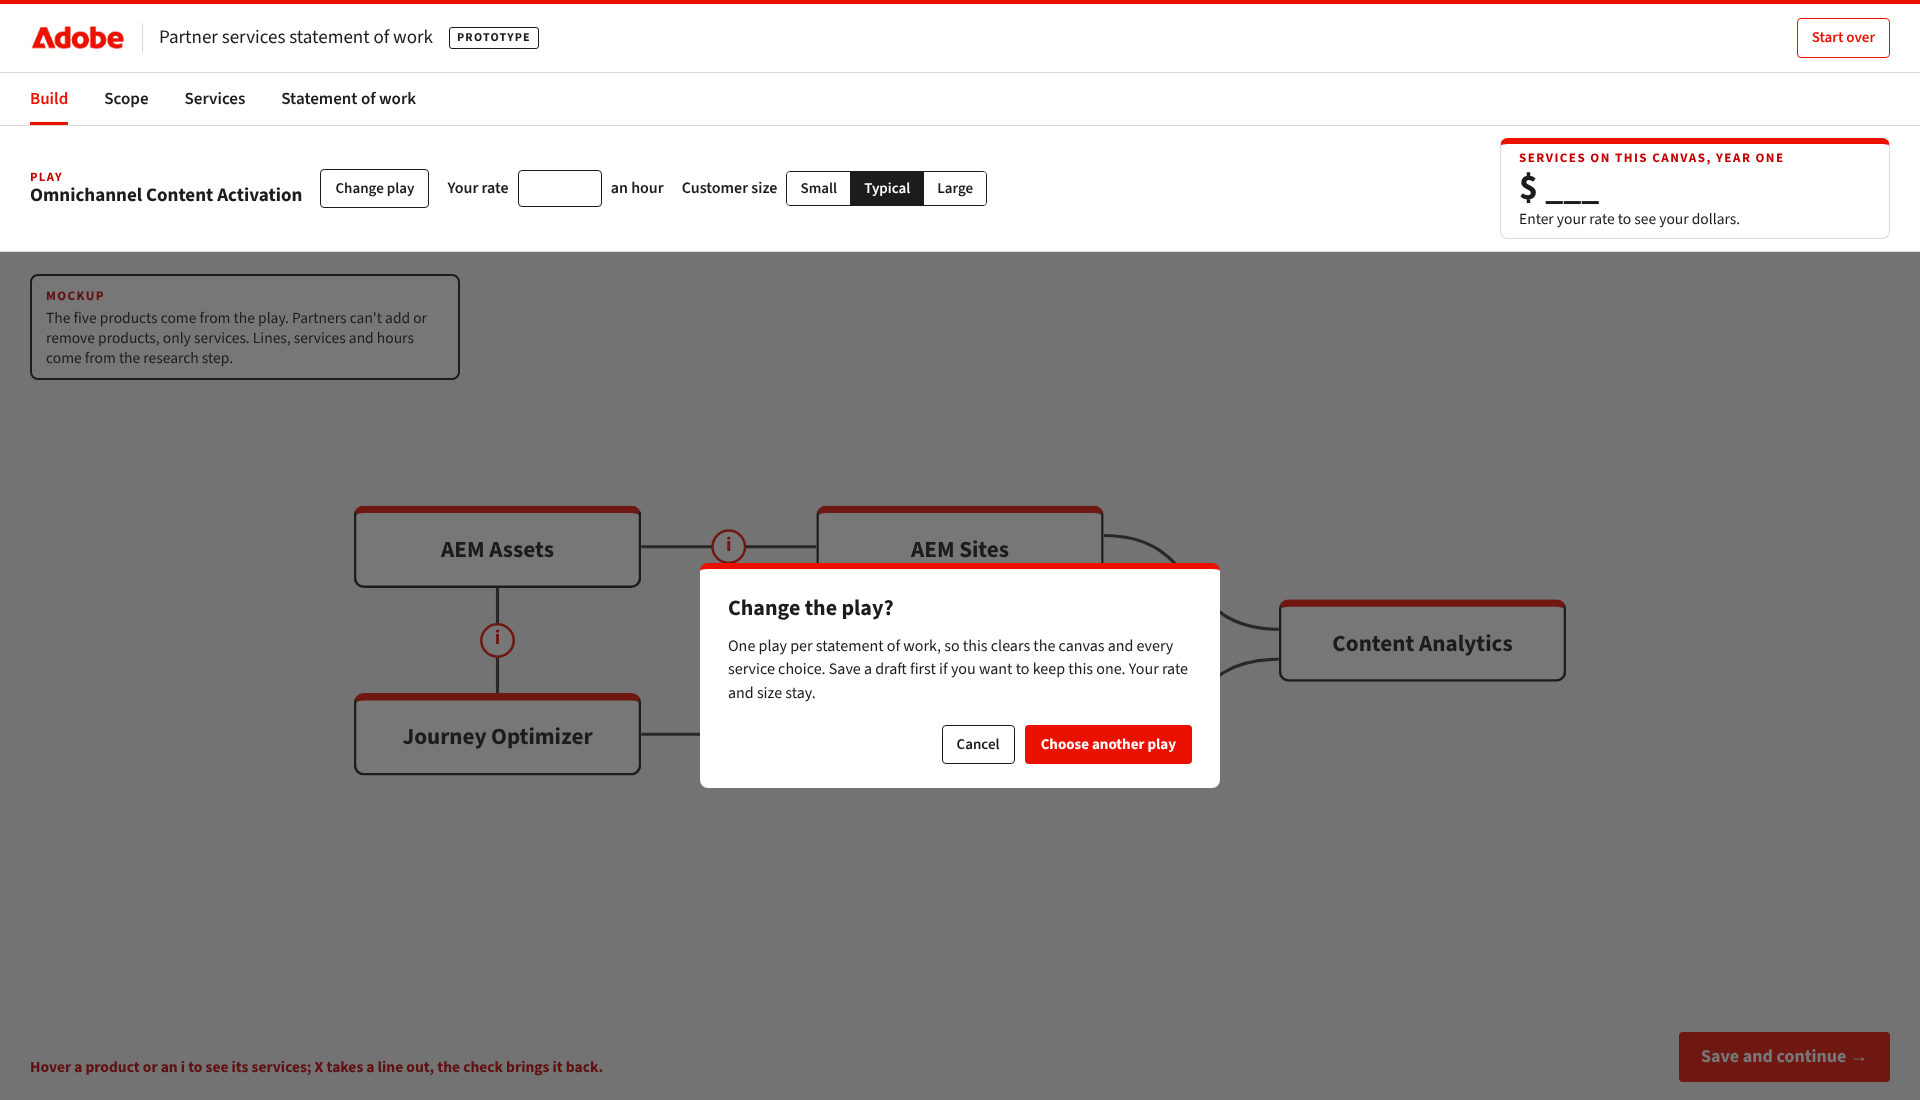 Adobe
Partner services statement of work
PROTOTYPE
Start over
Build
Scope
Services
Statement of work
PLAY
Omnichannel Content Activation
Change play
Your rate
an hour
Customer size
Small
Typical
Large
SERVICES ON THIS CANVAS, YEAR ONE
$ ___
Enter your rate to see your dollars.
MOCKUP
The five products come from the play. Partners can't add or
remove products, only services. Lines, services and hours
come from the research step.
AEM Assets
i
AEM Sites
i
Content Analytics
Journey Optimizer
Change the play?
One play per statement of work, so this clears the canvas and every
service choice. Save a draft first if you want to keep this one. Your rate
and size stay.
Cancel
Choose another play
Hover a product or an i to see its services; X takes a line out, the check brings it back.
Save and continue →